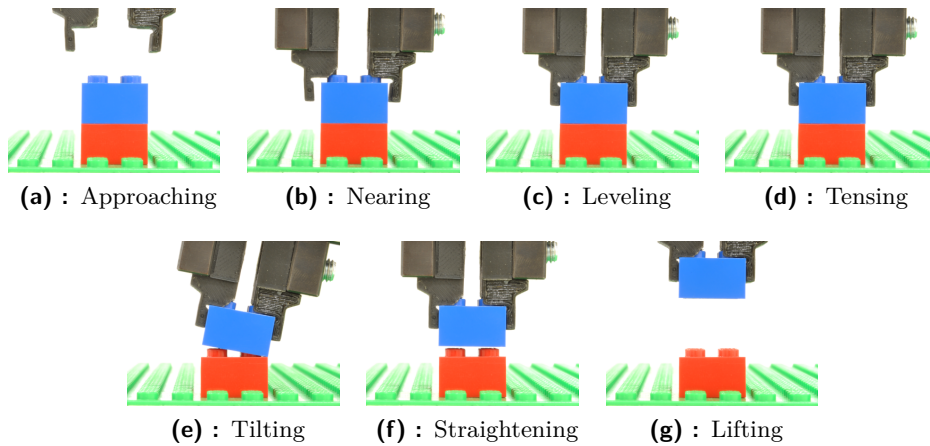 (a) : Approaching
(b) : Nearing
(c) : Leveling
(d) : Tensing
(e) : Tilting
(f) : Straightening
(g) : Lifting